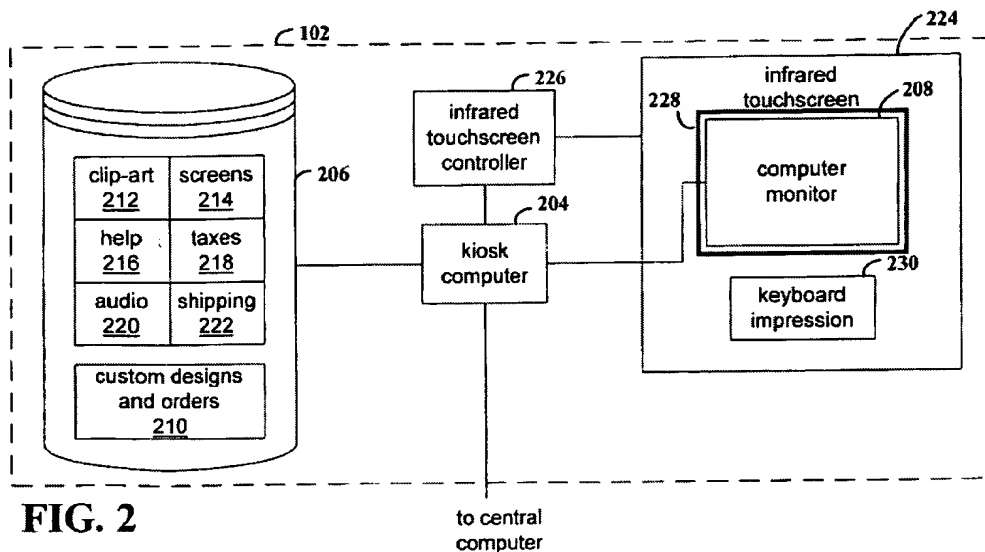 102
224
226
infrared
touchscreen
controller
infrared
touchscreen
228
208
computer
monitor
206
clip-art
212
screens
214
help
216
taxes
218
audio
220
shipping
222
custom designs
and orders
210
204
kiosk
computer
230
keyboard
impression
FIG. 2
to central
computer